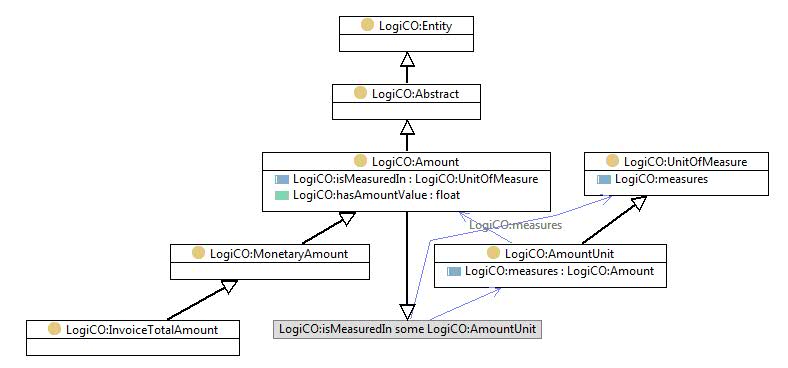 LogiCO:Entity
LogiCO:Abstract
LogiCO:Amount
LogiCO:isMeasuredIn : LogiCO:UnitOfMeasure
LogiCO:hasAmountValue : float
LogiCO:UnitOfMeasure
LogiCO:measures
LogiCO:measures
LogiCO:MonetaryAmount
LogiCO:AmountUnit
LogiCO:measures : LogiCO:Amount
LogiCO:InvoiceTotalAmount
LogiCO:isMeasuredIn some LogiCO:AmountUnit